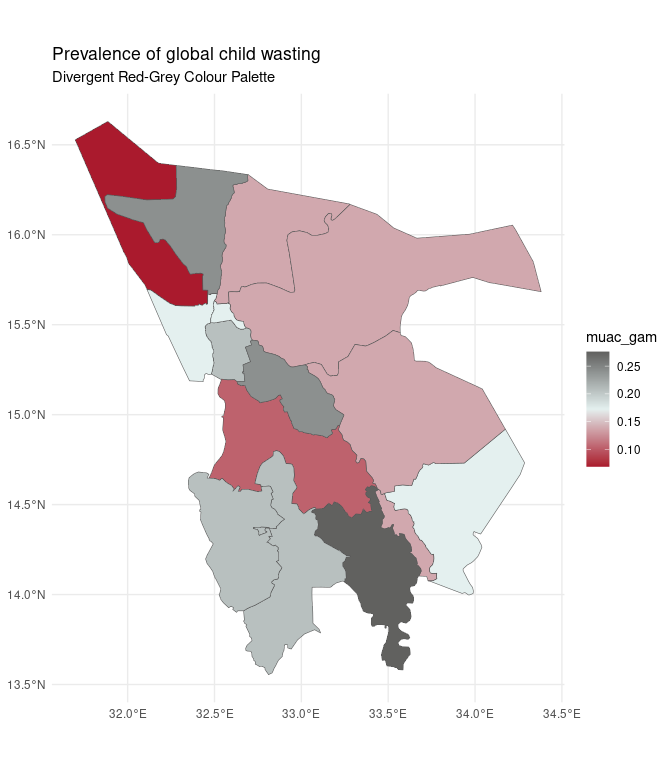 Prevalence of global child wasting
Divergent Red-Grey Colour Palette
16.5°N
16.0°N
15.5°N
15.0°N
14.5°N
14.0°N
13.5°N
32.0°E
32.5°E
33.0°E
33.5°E
34.0°E
34.5°E
muac_gam
0.25
0.20
0.15
0.10